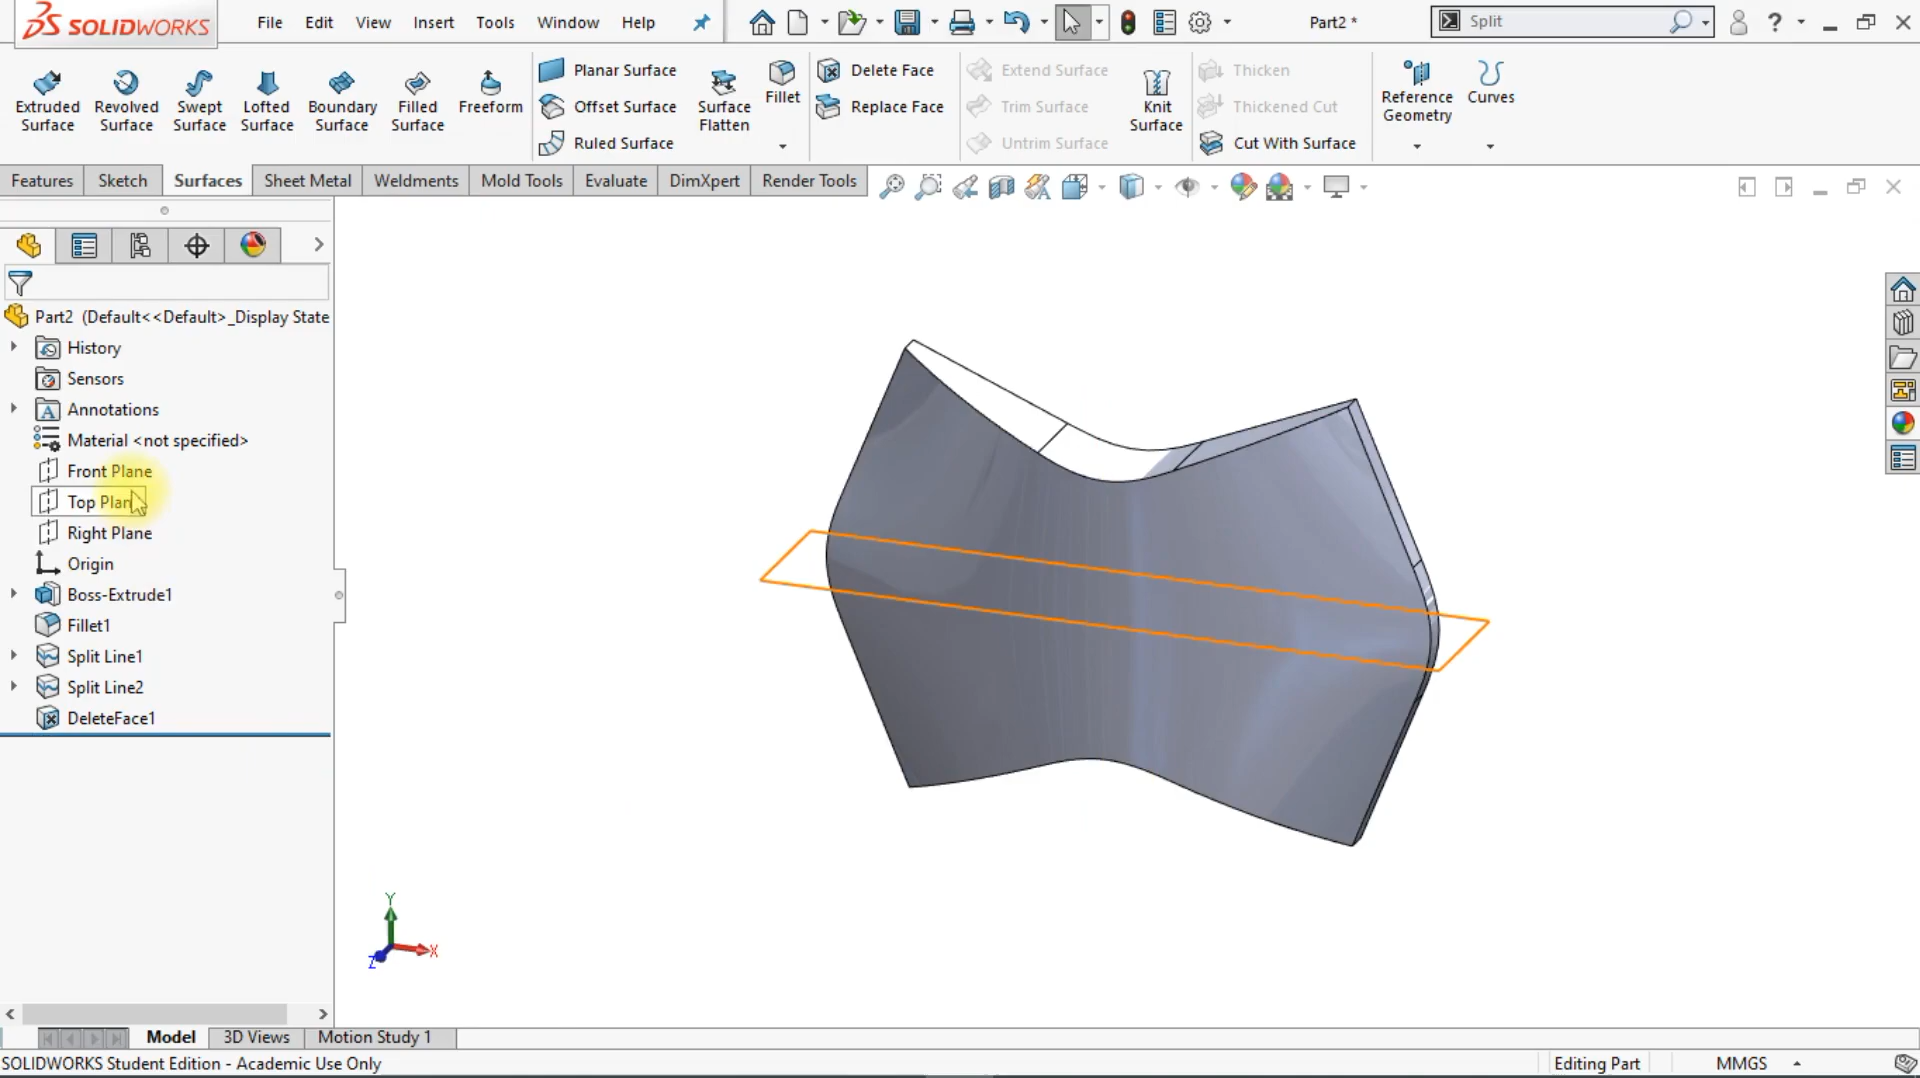 SOLIDWORKS File Edit View Insert Tools Window Help Part2 * Split ?
Extruded Surface
Revolved Surface
Swept Surface
Lofted Surface
Boundary Surface
Filled Surface
Freeform
Planar Surface
Offset Surface
Ruled Surface
Surface Flatten
Fillet
Delete Face
Replace Face
Extend Surface
Trim Surface
Untrim Surface
Knit Surface
Thicken
Thickened Cut
Cut With Surface
Reference Geometry
Curves
Features Sketch Surfaces Sheet Metal Weldments Mold Tools Evaluate DimXpert Render Tools
Part2 (Default<<Default>_Display State
History
Sensors
Annotations
Material <not specified>
Front Plane
Top Plan
Right Plane
Origin
Boss-Extrude1
Fillet1
Split Line1
Split Line2
DeleteFace1
Y
X
Z
Model 3D Views Motion Study 1
SOLIDWORKS Student Edition - Academic Use Only Editing Part MMGS